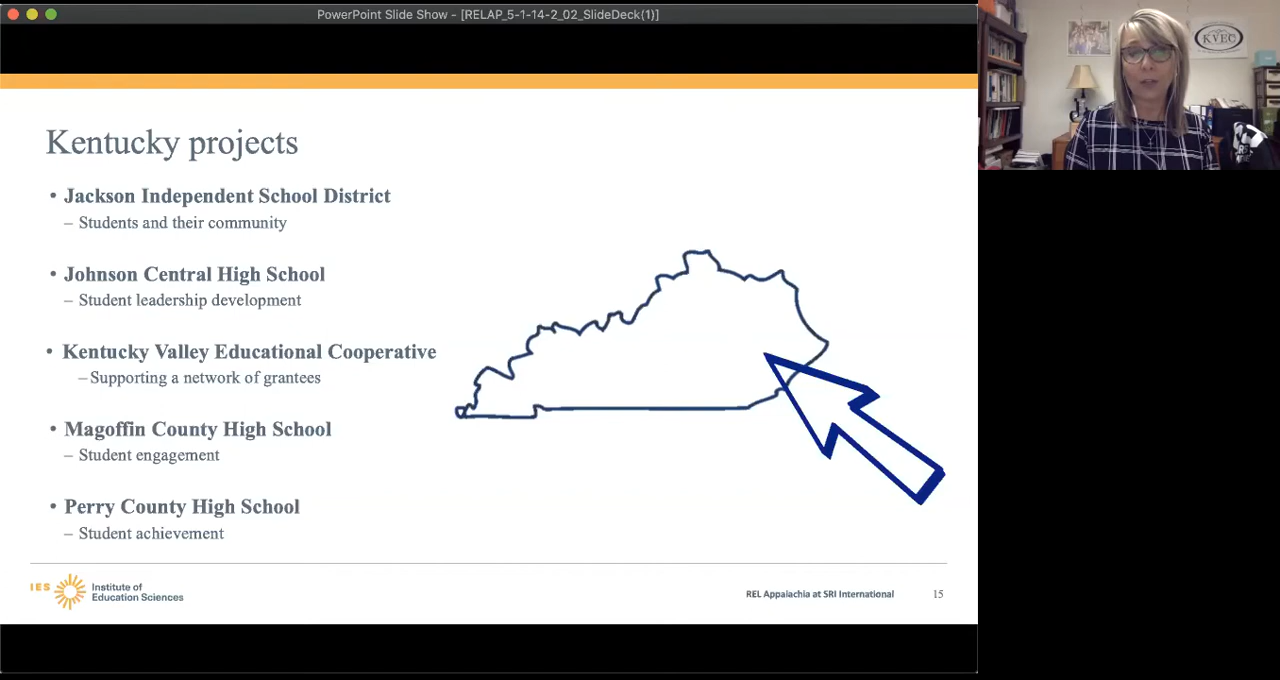 PowerPoint Slide Show - [RELAP_5-1-14-2_02_SlideDeck(1)]
KVEC
Kentucky projects
• Jackson Independent School District
– Students and their community
• Johnson Central High School
– Student leadership development
• Kentucky Valley Educational Cooperative
–Supporting a network of grantees
• Magoffin County High School
– Student engagement
• Perry County High School
– Student achievement
IES Institute of
Education Sciences
REL Appalachia at SRI International
15